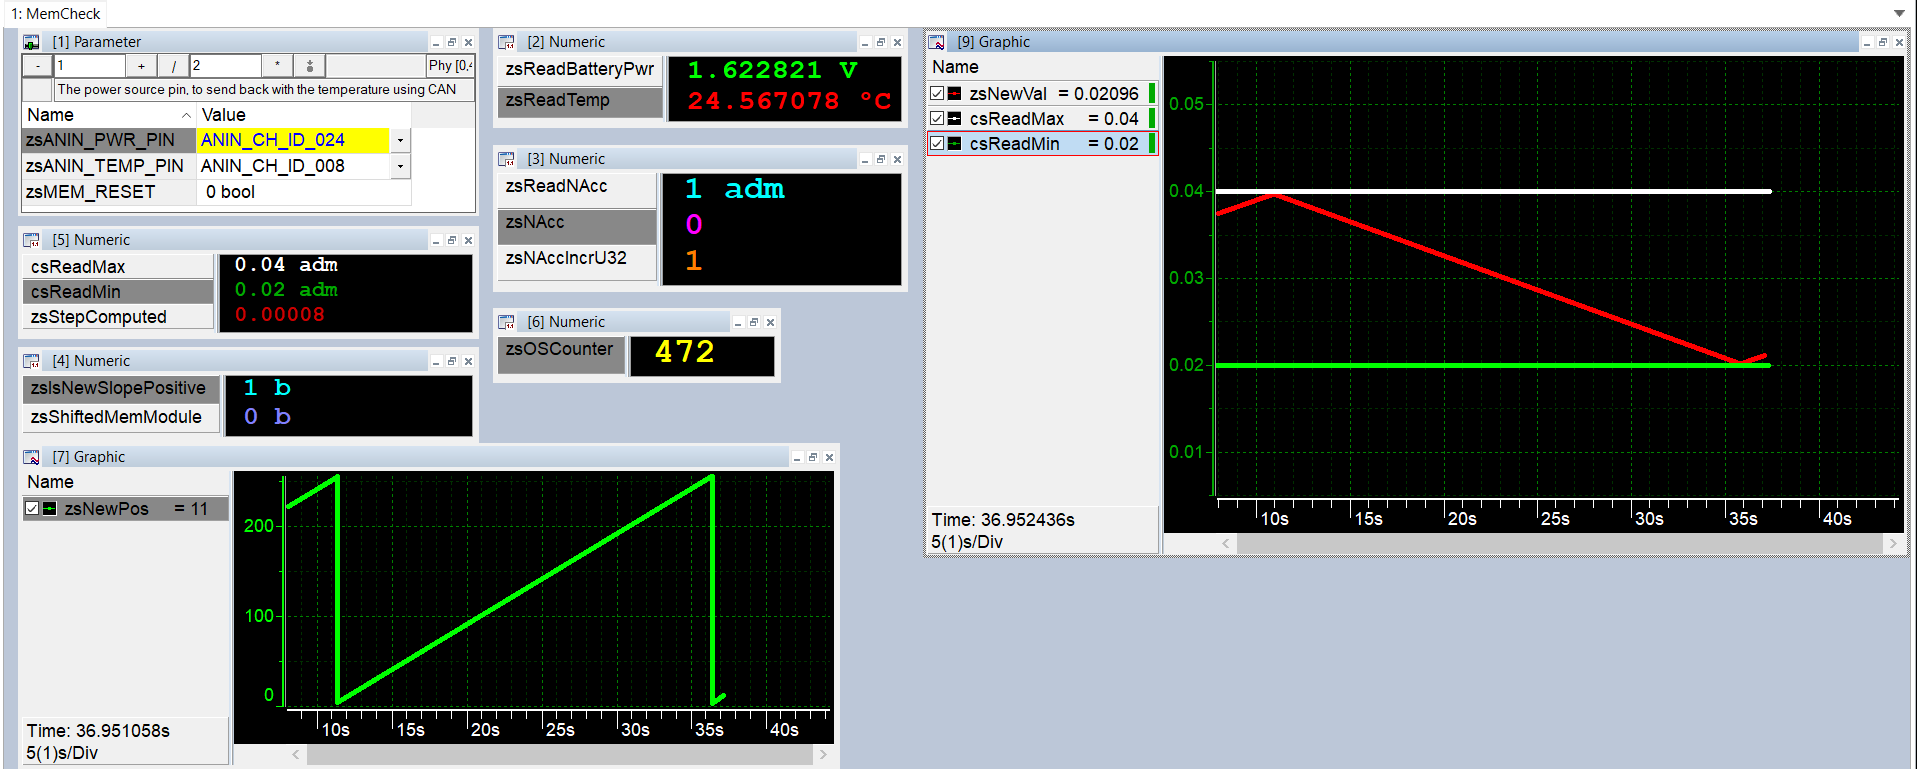 1: MemCheck
[1] Parameter
- 1 + / 2 * Phy [0,
The power source pin, to send back with the temperature using CAN
Name Value
zsANIN_PWR_PIN ANIN_CH_ID_024
zsANIN_TEMP_PIN ANIN_CH_ID_008
zsMEM_RESET 0 bool
[5] Numeric
csReadMax 0.04 adm
csReadMin 0.02 adm
zsStepComputed 0.00008
[4] Numeric
zsIsNewSlopePositive 1 b
zsShiftedMemModule 0 b
[2] Numeric
zsReadBatteryPwr 1.622821 V
zsReadTemp 24.567078 °C
[3] Numeric
zsReadNAcc 1 adm
zsNAcc 0
zsNAccIncrU32 1
[6] Numeric
zsOSCounter 472
[7] Graphic
Name
zsNewPos = 11
200
100
0
10s 15s 20s 25s 30s 35s 40s
Time: 36.951058s
5(1)s/Div
[9] Graphic
Name
zsNewVal = 0.02096
csReadMax = 0.04
csReadMin = 0.02
0.05
0.04
0.03
0.02
0.01
10s 15s 20s 25s 30s 35s 40s
Time: 36.952436s
5(1)s/Div